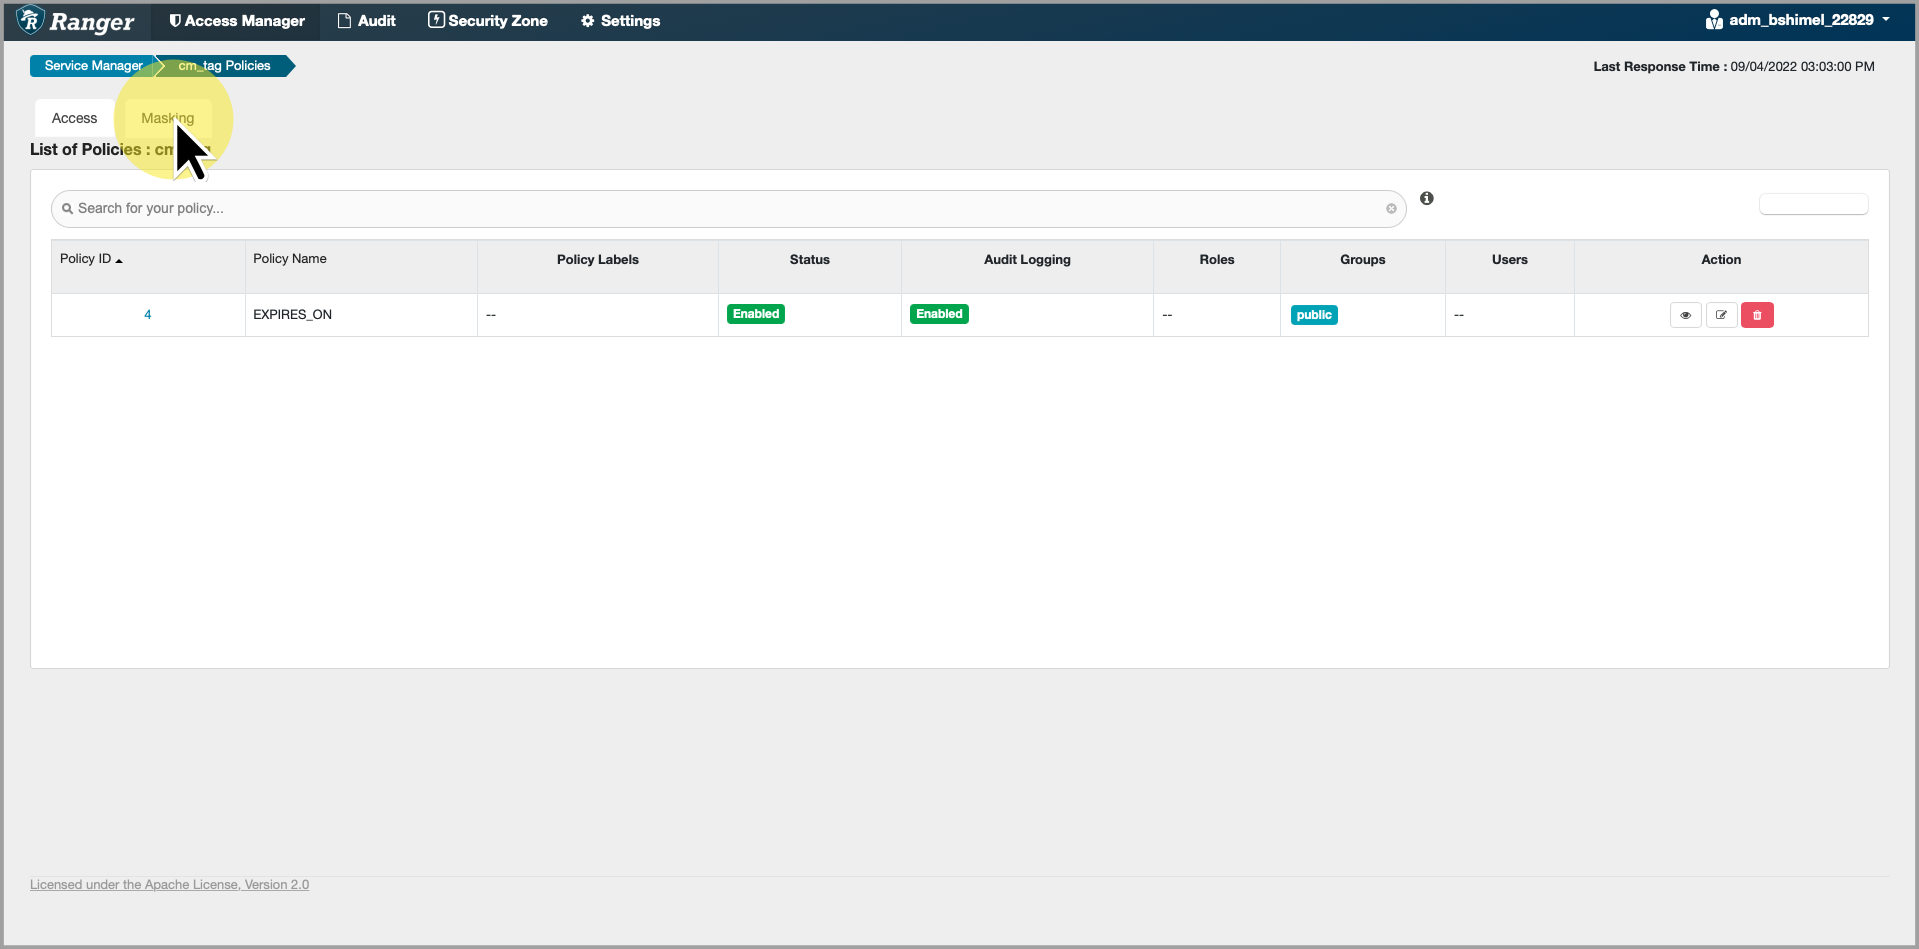 Ranger Access Manager Audit Security Zone Settings adm_bshimel_22829
Service Manager cm_tag Policies Last Response Time : 09/04/2022 03:03:00 PM
Access Masking
List of Policies :
Search for your policy...
Policy ID Policy Name Policy Labels Status Audit Logging Roles Groups Users Action
4 EXPIRES_ON -- Enabled Enabled -- public --
Licensed under the Apache License, Version 2.0